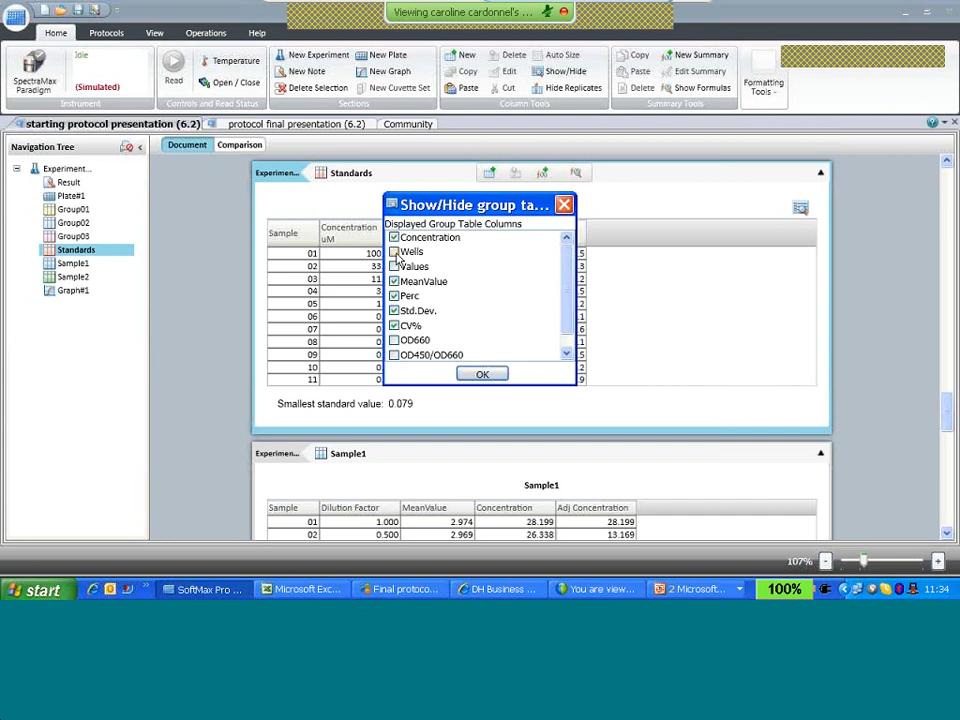 Viewing caroline cardonnel's ...
Home Protocols View Operations Help
Idle
(Simulated)
SpectraMax Paradigm
Instrument
Read
Temperature
Open / Close
Controls and Read Status
New Experiment New Plate
New Note New Graph
Delete Selection New Cuvette Set
Sections
New Delete Auto Size
Copy Edit Show/Hide
Paste Cut Hide Replicates
Column Tools
Copy New Summary
Paste Edit Summary
Delete Show Formulas
Summary Tools
Formatting Tools
starting protocol presentation (6.2) protocol final presentation (6.2) Community
Navigation Tree
Document Comparison
Experiment...
Result
Plate#1
Group01
Group02
Group03
Standards
Sample1
Sample2
Graph#1
Experimen... Standards
Sample Concentration uM
01 100
02 33
03 11
04 3
05 1
06 0
07 0
08 0
09 0
10 0
11 0
Show/Hide group ta...
Displayed Group Table Columns
Concentration
Wells
Values
MeanValue
Perc
Std.Dev.
CV%
OD660
OD450/OD660
OK
Smallest standard value: 0.079
Experimen... Sample1
Sample1
Sample Dilution Factor MeanValue Concentration Adj Concentration
01 1.000 2.974 28.199 28.199
02 0.500 2.969 26.338 13.169
107%
start SoftMax Pro ... Microsoft Exc... Final protoco... DH Business ... You are view... 2 Microsoft... 100% 11:34